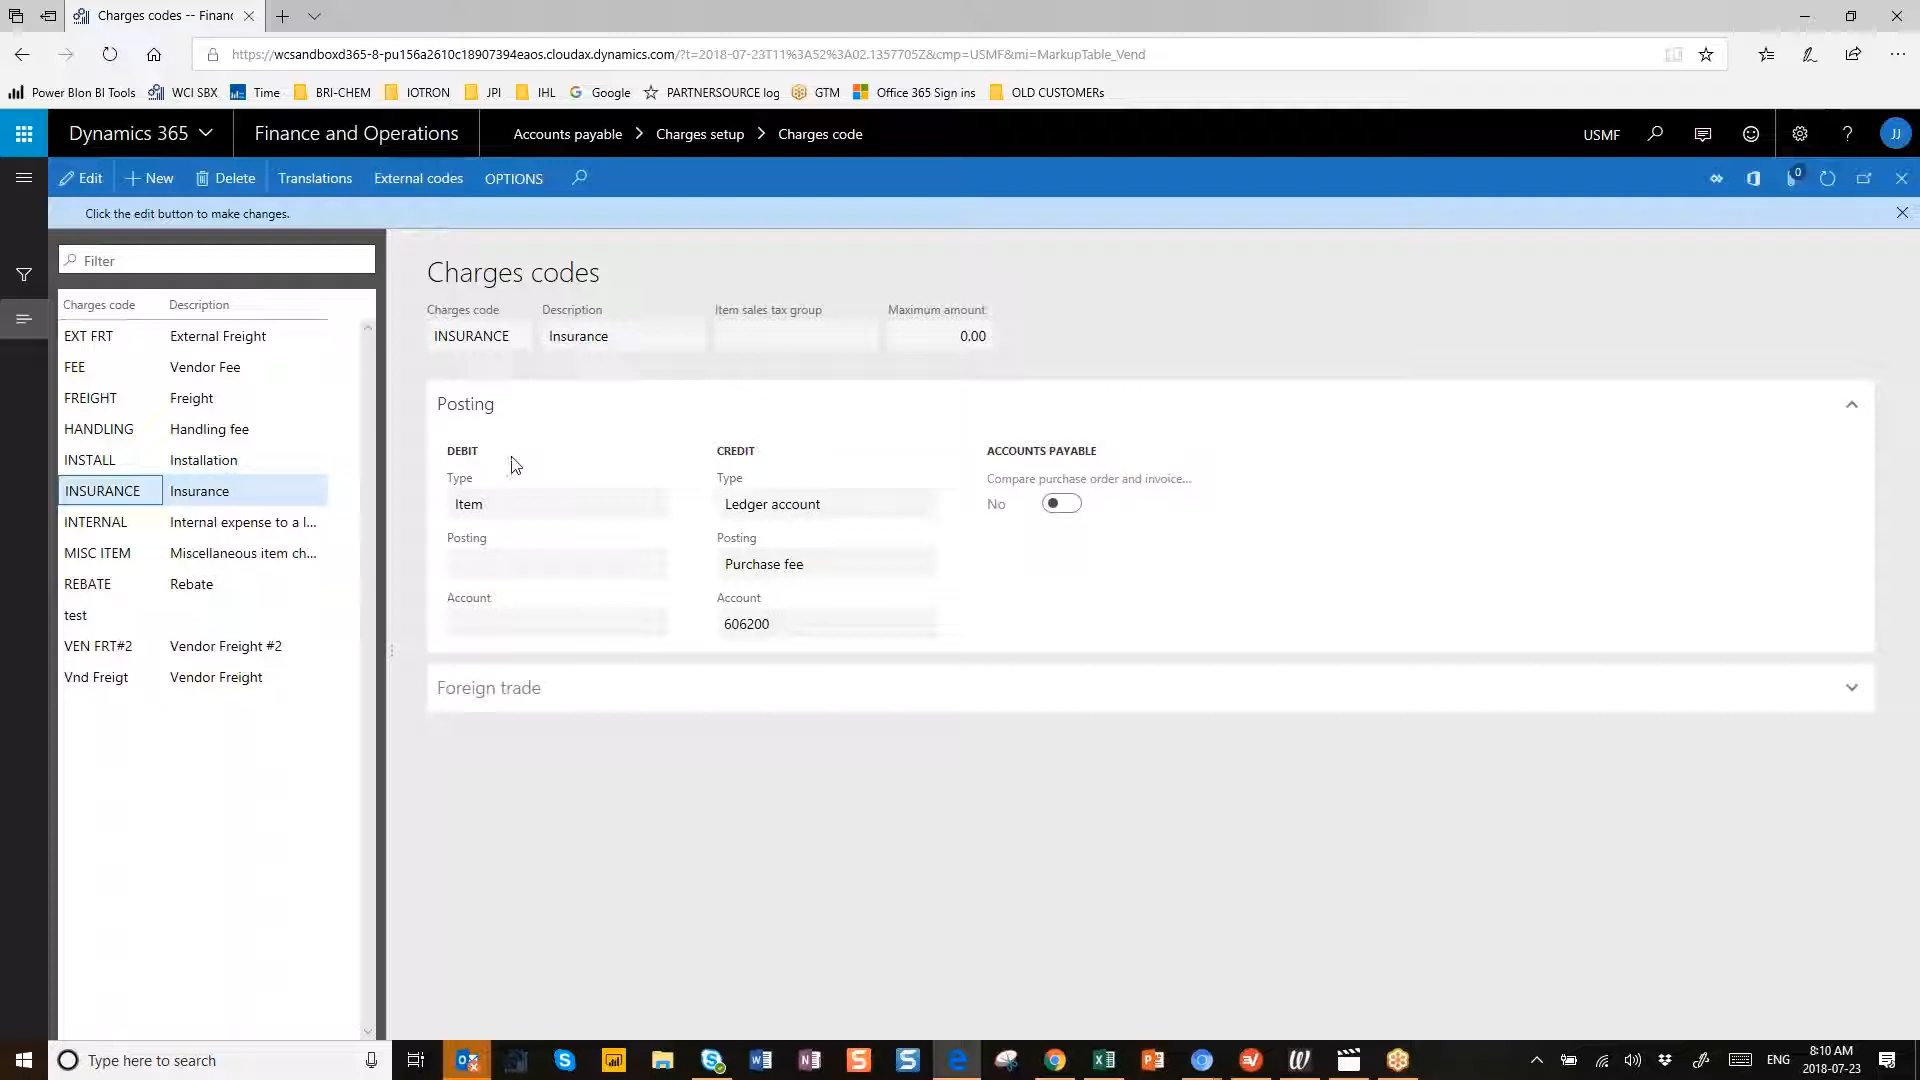 Charges codes -- Financ
https://wcsandboxd365-8-pu156a2610c18907394eaos.cloudax.dynamics.com/?t=2018-07-23T11%3A52%3A02.1357705Z&cmp=USMF&mi=MarkupTable_Vend
Power Blon BI Tools WCI SBX Time BRI-CHEM IOTRON JPI IHL Google PARTNERSOURCE log GTM Office 365 Sign ins OLD CUSTOMERs
Dynamics 365 Finance and Operations Accounts payable Charges setup Charges code USMF ? JJ
Edit New Delete Translations External codes OPTIONS 0
Click the edit button to make changes.
Filter
Charges code Description
EXT FRT External Freight
FEE Vendor Fee
FREIGHT Freight
HANDLING Handling fee
INSTALL Installation
INSURANCE Insurance
INTERNAL Internal expense to a l...
MISC ITEM Miscellaneous item ch...
REBATE Rebate
test
VEN FRT#2 Vendor Freight #2
Vnd Freigt Vendor Freight
Charges codes
Charges code Description Item sales tax group Maximum amount
INSURANCE Insurance 0.00
Posting
DEBIT CREDIT ACCOUNTS PAYABLE
Type Type Compare purchase order and invoice...
Item Ledger account No
Posting Posting
Purchase fee
Account Account
606200
Foreign trade
Type here to search
ENG 8:10 AM
2018-07-23